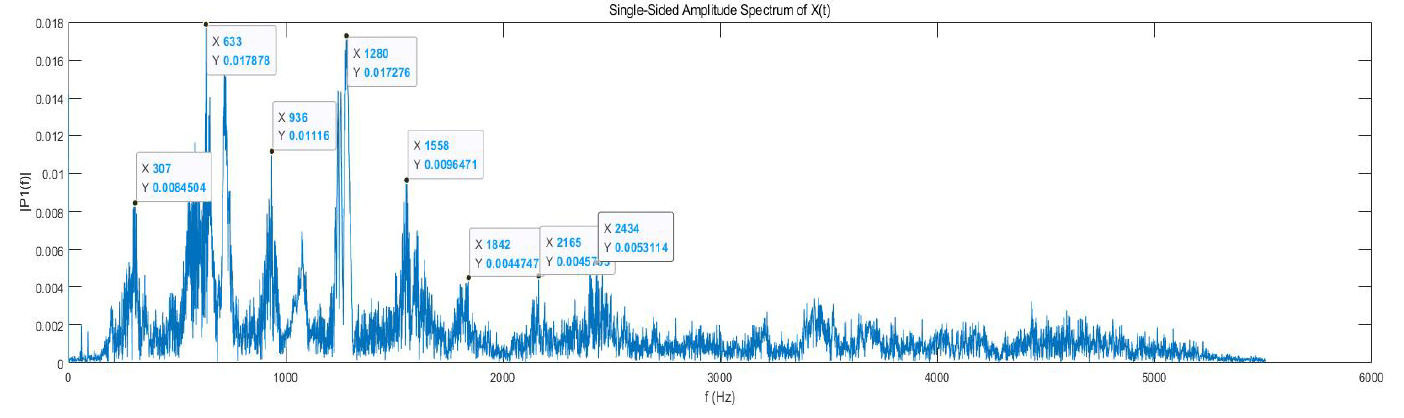 Single-Sided Amplitude Spectrum of X(t)
|P1(f)|
0.018
0.016
0.014
0.012
0.01
0.008
0.006
0.004
0.002
0
X 633
Y 0.017878
X 1280
Y 0.017276
X 936
Y 0.01116
X 1558
Y 0.0096471
X 307
Y 0.0084504
X 1842
Y 0.0044747
X 2165
X 2434
Y 0.0053114
0
1000
2000
3000
4000
5000
6000
f (Hz)